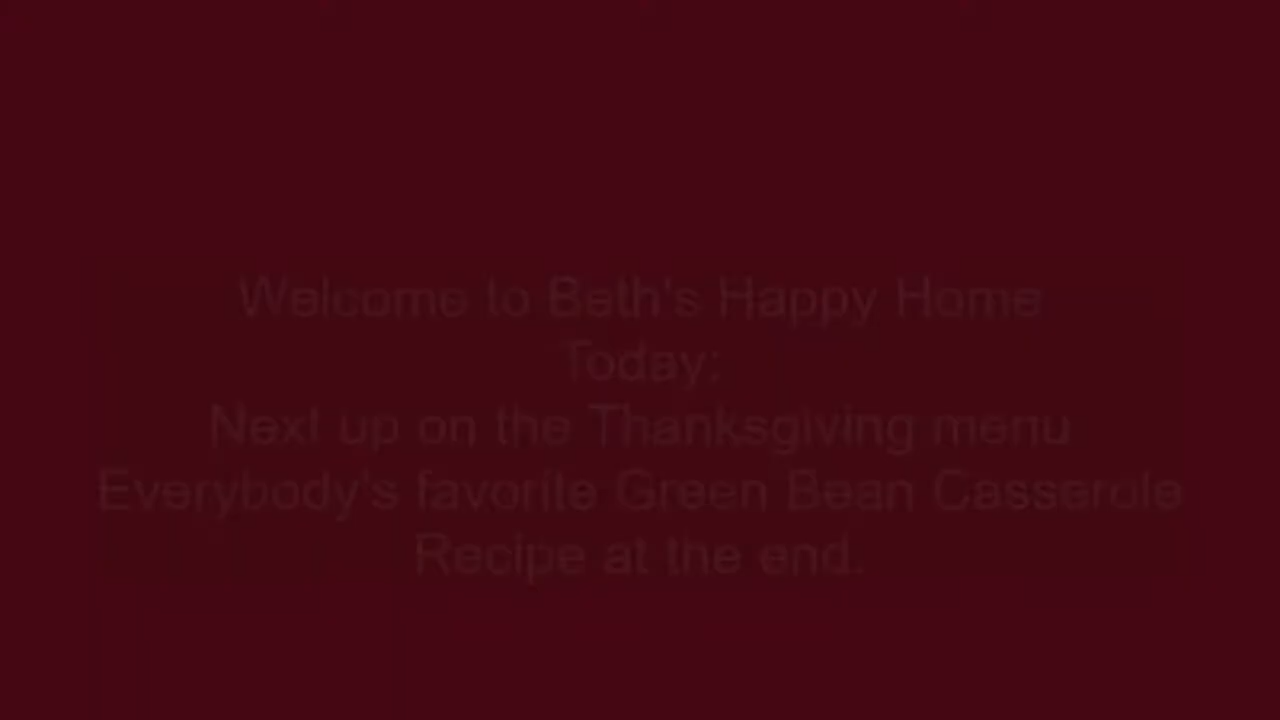 Welcome to Beth's Happy Home
Today:
Next up on the Thanksgiving menu
Everybody's favorite Green Bean Casserole
Recipe at the end.